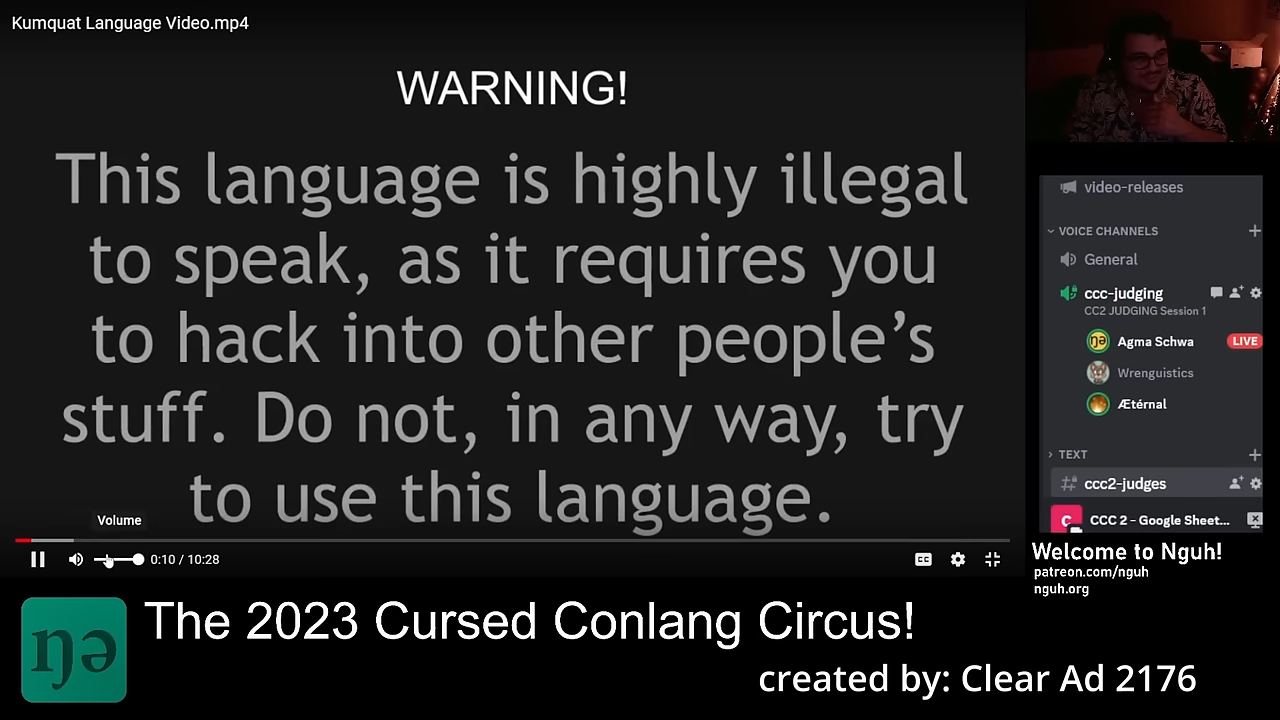 Kumquat Language Video.mp4
WARNING!
This language is highly illegal
to speak, as it requires you
to hack into other people’s
stuff. Do not, in any way, try
to use this language.
Volume
0:10 / 10:28
CC
video-releases
VOICE CHANNELS
General
ccc-judging
CC2 JUDGING Session 1
ŋə Agma Schwa LIVE
Wrenguistics
Ætérnal
TEXT
ccc2-judges
C CCC 2 - Google Sheet...
Welcome to Nguh!
patreon.com/nguh
nguh.org
ŋə
The 2023 Cursed Conlang Circus!
created by: Clear Ad 2176